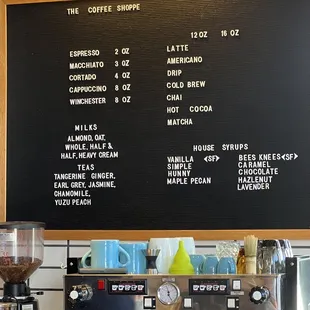 THE COFFEE SHOPPE
12 OZ 16 OZ
ESPRESSO 2 OZ
MACCHIATO 3 OZ
CORTADO 4 OZ
CAPPUCCINO 8 OZ
WINCHESTER 8 OZ
LATTE
AMERICANO
DRIP
COLD BREW
CHAI
HOT COCOA
MATCHA
MILKS
ALMOND, OAT,
WHOLE, HALF &
HALF, HEAVY CREAM
TEAS
TANGERINE GINGER,
EARL GREY, JASMINE,
CHAMOMILE,
YUZU PEACH
HOUSE SYRUPS
VANILLA <SF>
SIMPLE
HUNNY
MAPLE PECAN
BEES KNEES <SF>
CARAMEL
CHOCOLATE
HAZLENUT
LAVENDER